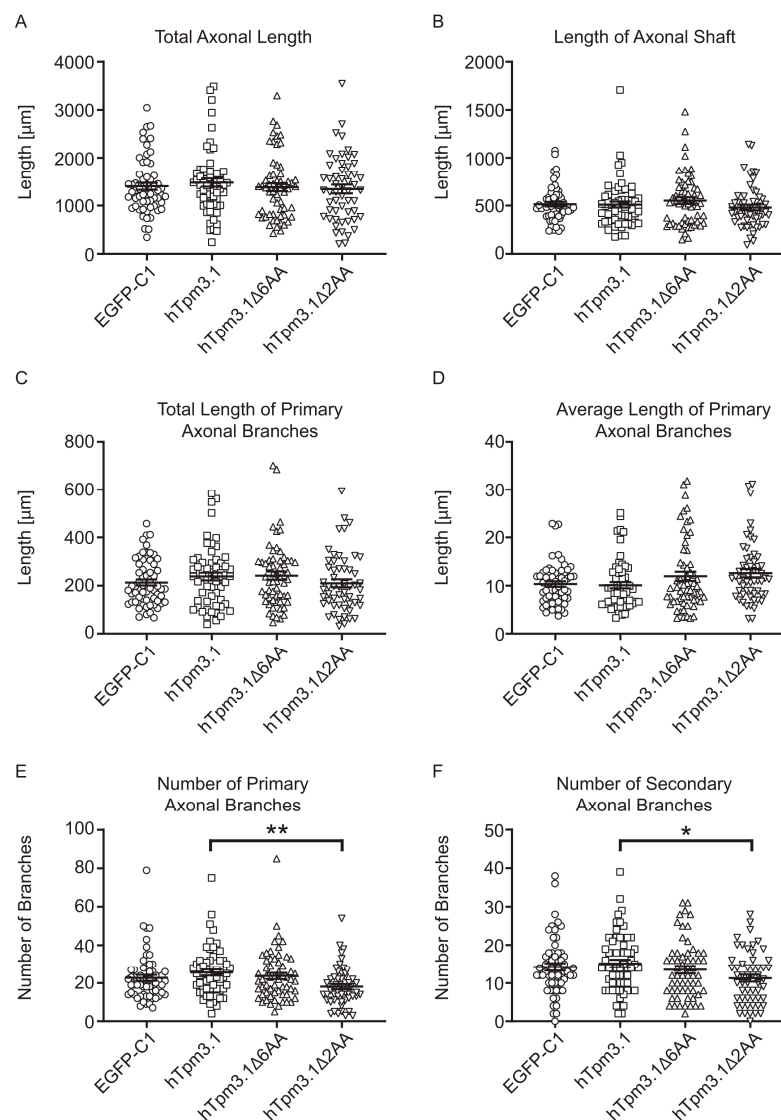 A
Total Axonal Length
Length [µm]
4000
3000
2000
1000
0
EGFP-C1
hTpm3.1
hTpm3.1Δ6AA
hTpm3.1Δ2AA
B
Length of Axonal Shaft
Length [µm]
2000
1500
1000
500
0
EGFP-C1
hTpm3.1
hTpm3.1Δ6AA
hTpm3.1Δ2AA
C
Total Length of Primary
Axonal Branches
Length [µm]
800
600
400
200
0
EGFP-C1
hTpm3.1
hTpm3.1Δ6AA
hTpm3.1Δ2AA
D
Average Length of Primary
Axonal Branches
Length [µm]
40
30
20
10
0
EGFP-C1
hTpm3.1
hTpm3.1Δ6AA
hTpm3.1Δ2AA
E
Number of Primary
Axonal Branches
Number of Branches
100
80
60
40
20
0
**
EGFP-C1
hTpm3.1
hTpm3.1Δ6AA
hTpm3.1Δ2AA
F
Number of Secondary
Axonal Branches
Number of Branches
50
40
30
20
10
0
*
EGFP-C1
hTpm3.1
hTpm3.1Δ6AA
hTpm3.1Δ2AA